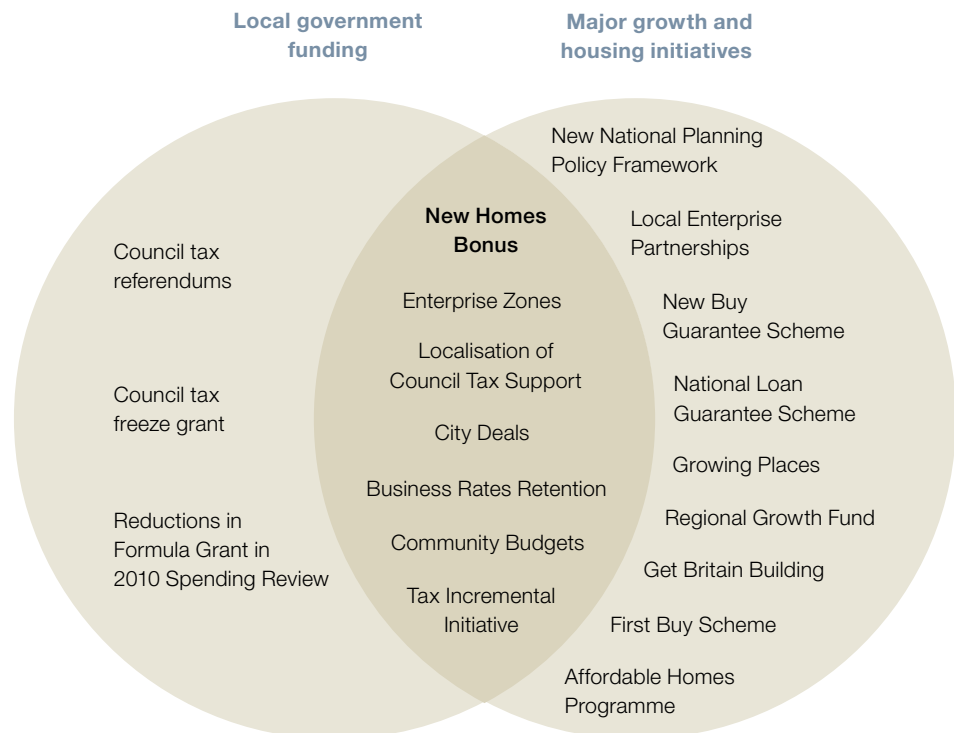 Local government
funding
Major growth and
housing initiatives
Council tax
referendums
Council tax
freeze grant
Reductions in
Formula Grant in
2010 Spending Review
New Homes
Bonus
Enterprise Zones
Localisation of
Council Tax Support
City Deals
Business Rates Retention
Community Budgets
Tax Incremental
Initiative
New National Planning
Policy Framework
Local Enterprise
Partnerships
New Buy
Guarantee Scheme
National Loan
Guarantee Scheme
Growing Places
Regional Growth Fund
Get Britain Building
First Buy Scheme
Affordable Homes
Programme